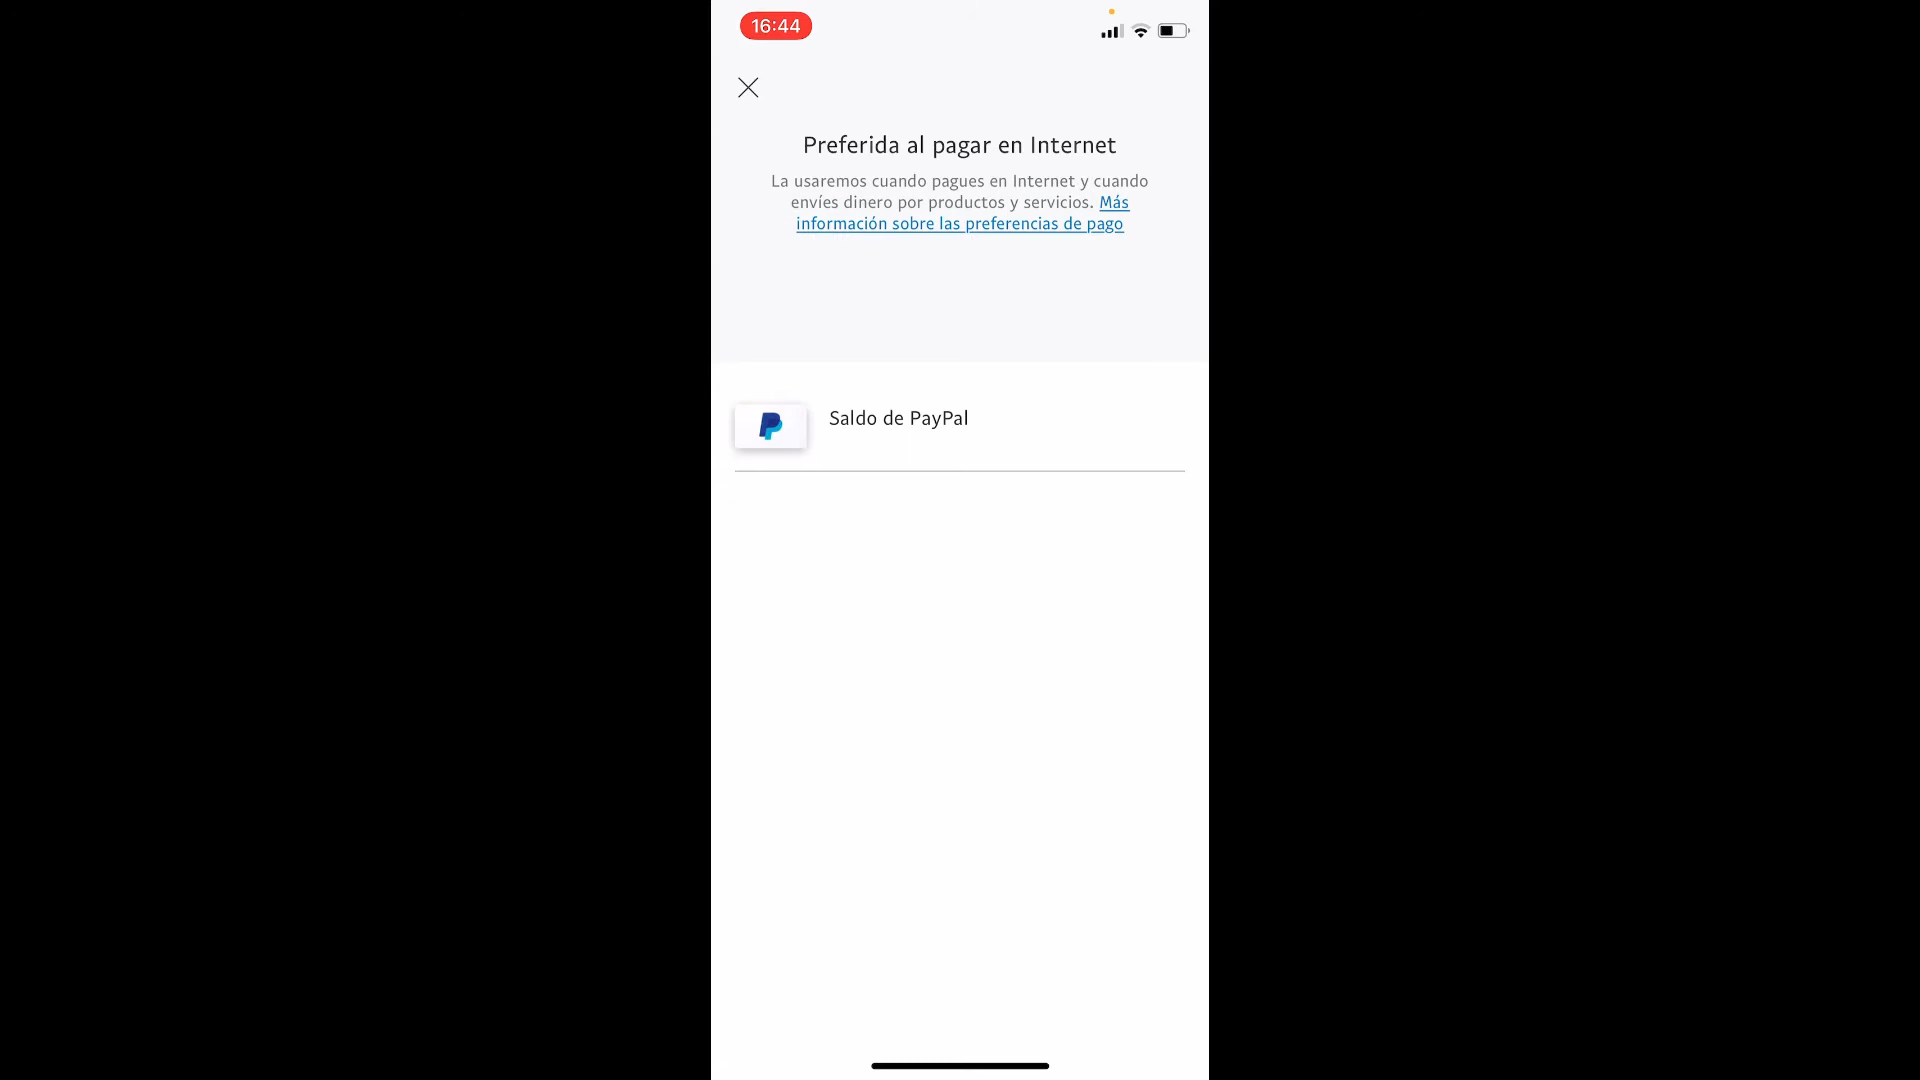 16:44
Preferida al pagar en Internet
La usaremos cuando pagues en Internet y cuando
envíes dinero por productos y servicios. Más
información sobre las preferencias de pago
Saldo de PayPal